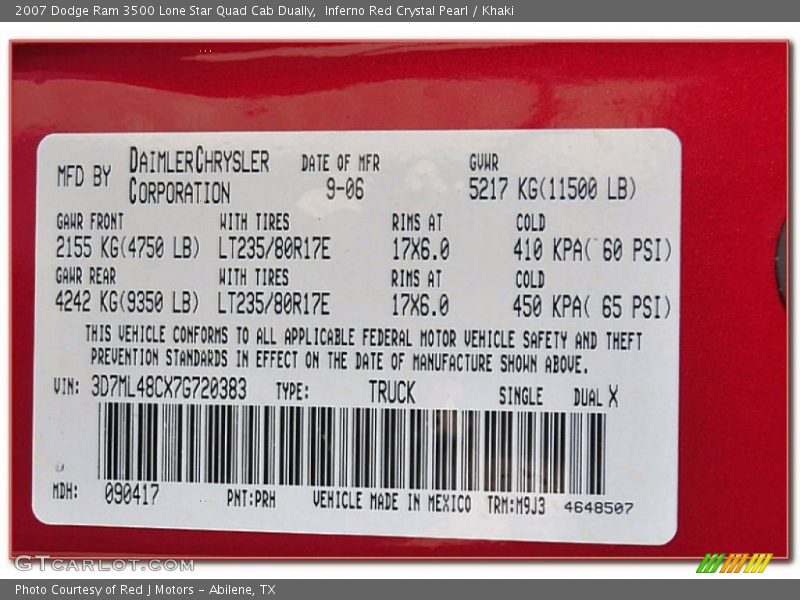 2007 Dodge Ram 3500 Lone Star Quad Cab Dually,  Inferno Red Crystal Pearl / Khaki
MFD BY DAIMLERCHRYSLER CORPORATION DATE OF MFR 9-06 GVWR 5217 KG(11500 LB)
GAWR FRONT WITH TIRES RIMS AT COLD
2155 KG(4750 LB) LT235/80R17E 17X6.0 410 KPA( 60 PSI)
GAWR REAR WITH TIRES RIMS AT COLD
4242 KG(9350 LB) LT235/80R17E 17X6.0 450 KPA( 65 PSI)
THIS VEHICLE CONFORMS TO ALL APPLICABLE FEDERAL MOTOR VEHICLE SAFETY AND THEFT
PREVENTION STANDARDS IN EFFECT ON THE DATE OF MANUFACTURE SHOWN ABOVE.
VIN: 3D7ML48CX7G720383 TYPE: TRUCK SINGLE DUAL X
MDH: 090417 PNT:PRH VEHICLE MADE IN MEXICO TRM:M9J3 4648507
GTCARLOT.COM
Photo Courtesy of Red J Motors - Abilene, TX